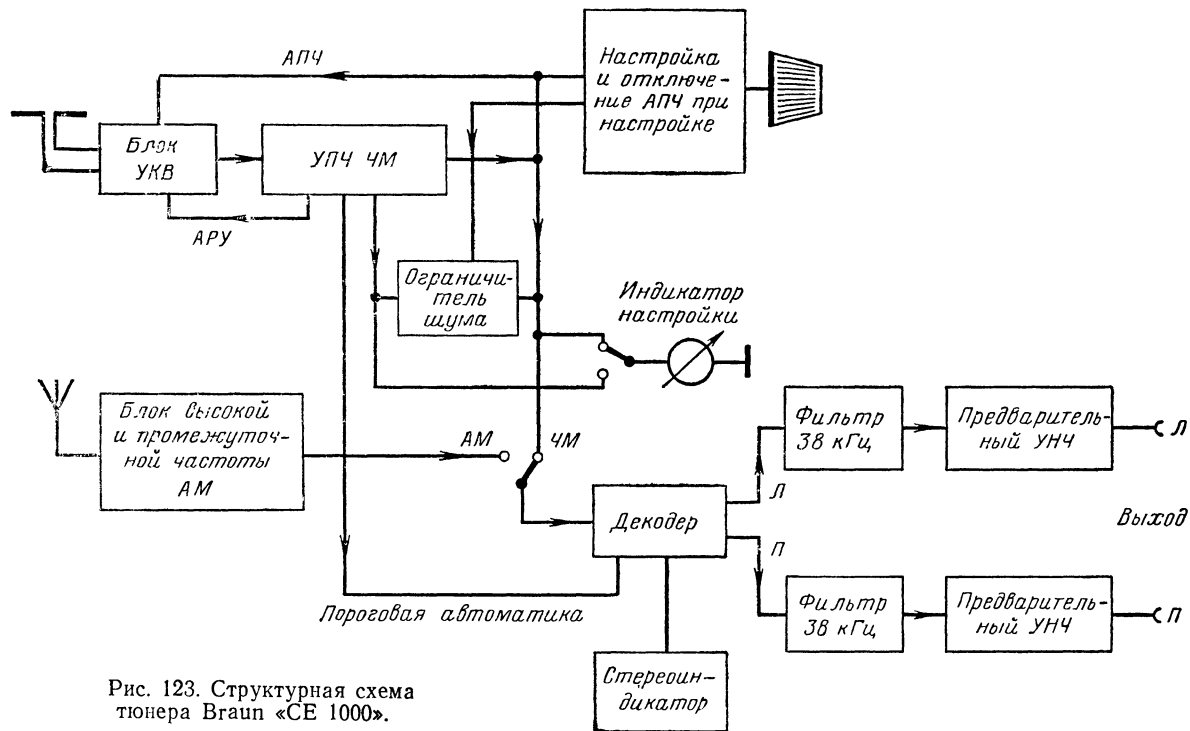 АПЧ
Настройка
и отключе-
ние АПЧ при
настройке
Блок
УКВ
УПЧ ЧМ
АРУ
Ограничи-
тель
шума
Индикатор
настройки
Блок высокой
и промежуточ-
ной частоты
АМ
АМ
ЧМ
Декодер
Л
П
Фильтр
38 кГц
Предваритель-
ный УНЧ
Л
Выход
Фильтр
38 кГц
Предваритель-
ный УНЧ
П
Пороговая автоматика
Стереоин-
дикатор
Рис. 123. Структурная схема
тюнера Braun «CE 1000».